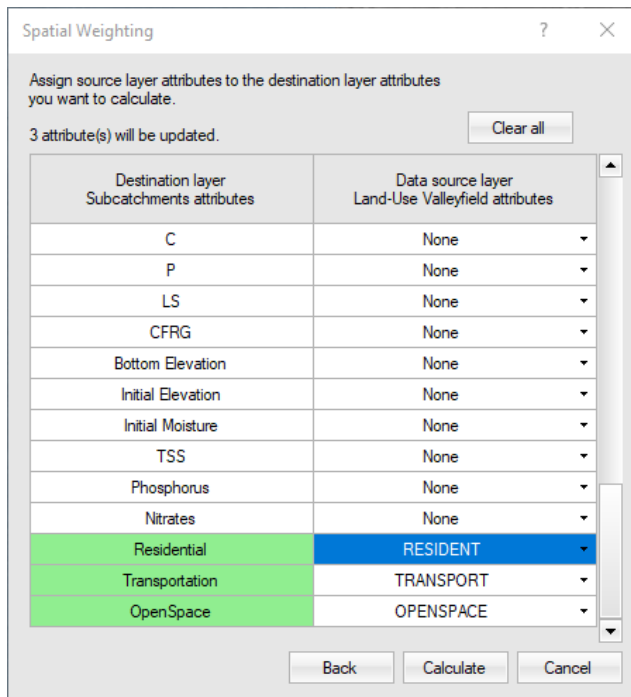 Spatial Weighting ?
Assign source layer attributes to the destination layer attributes
you want to calculate.
3 attribute(s) will be updated.
Clear all
Destination layer
Subcatchments attributes
Data source layer
Land-Use Valleyfield attributes
C None
P None
LS None
CFRG None
Bottom Elevation None
Initial Elevation None
Initial Moisture None
TSS None
Phosphorus None
Nitrates None
Residential RESIDENT
Transportation TRANSPORT
OpenSpace OPENSPACE
Back Calculate Cancel